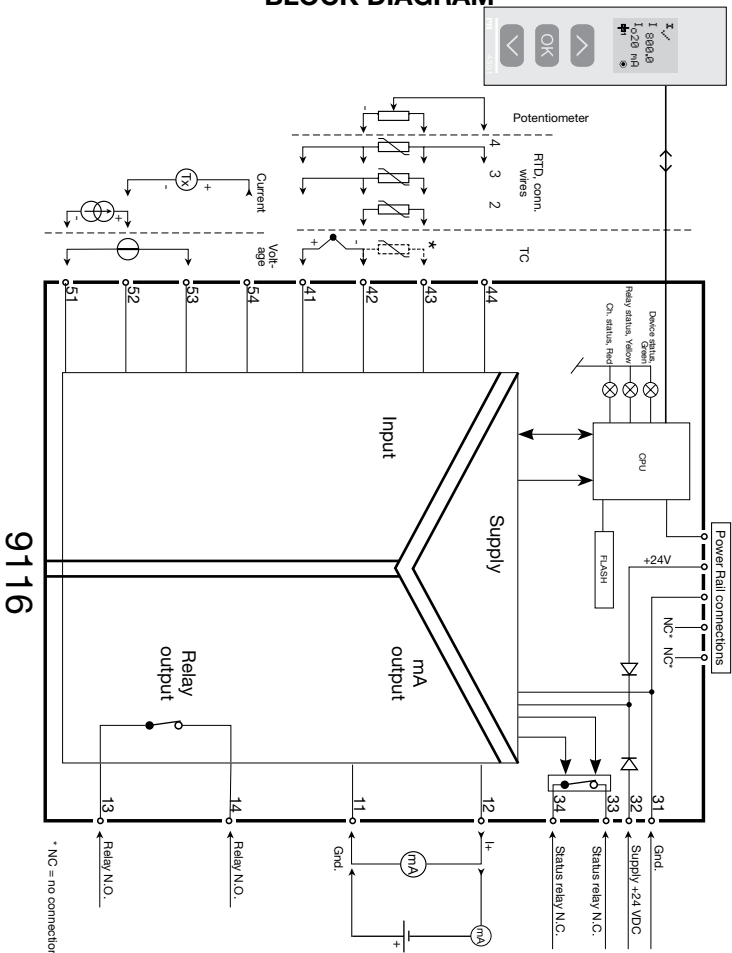 BLOCK DIAGRAM
I 800.0
Io20 mA
OK
Potentiometer
RTD, conn.
wires
4
3
2
TC
*
-
+
-
Current
Volt-
age
Tx
+
-
+
-
44
43
42
41
54
53
52
51
Device status,
Green
Relay status, Yellow
Ch. status, Red
CPU
FLASH
Power Rail connections
+24V
NC*
NC*
Supply
Input
mA
output
Relay
output
31
32
33
34
12
11
14
13
Gnd.
Supply +24 VDC
Status relay N.C.
Status relay N.C.
I+
mA
mA
+
Gnd.
Relay N.O.
Relay N.O.
* NC = no connection
9116